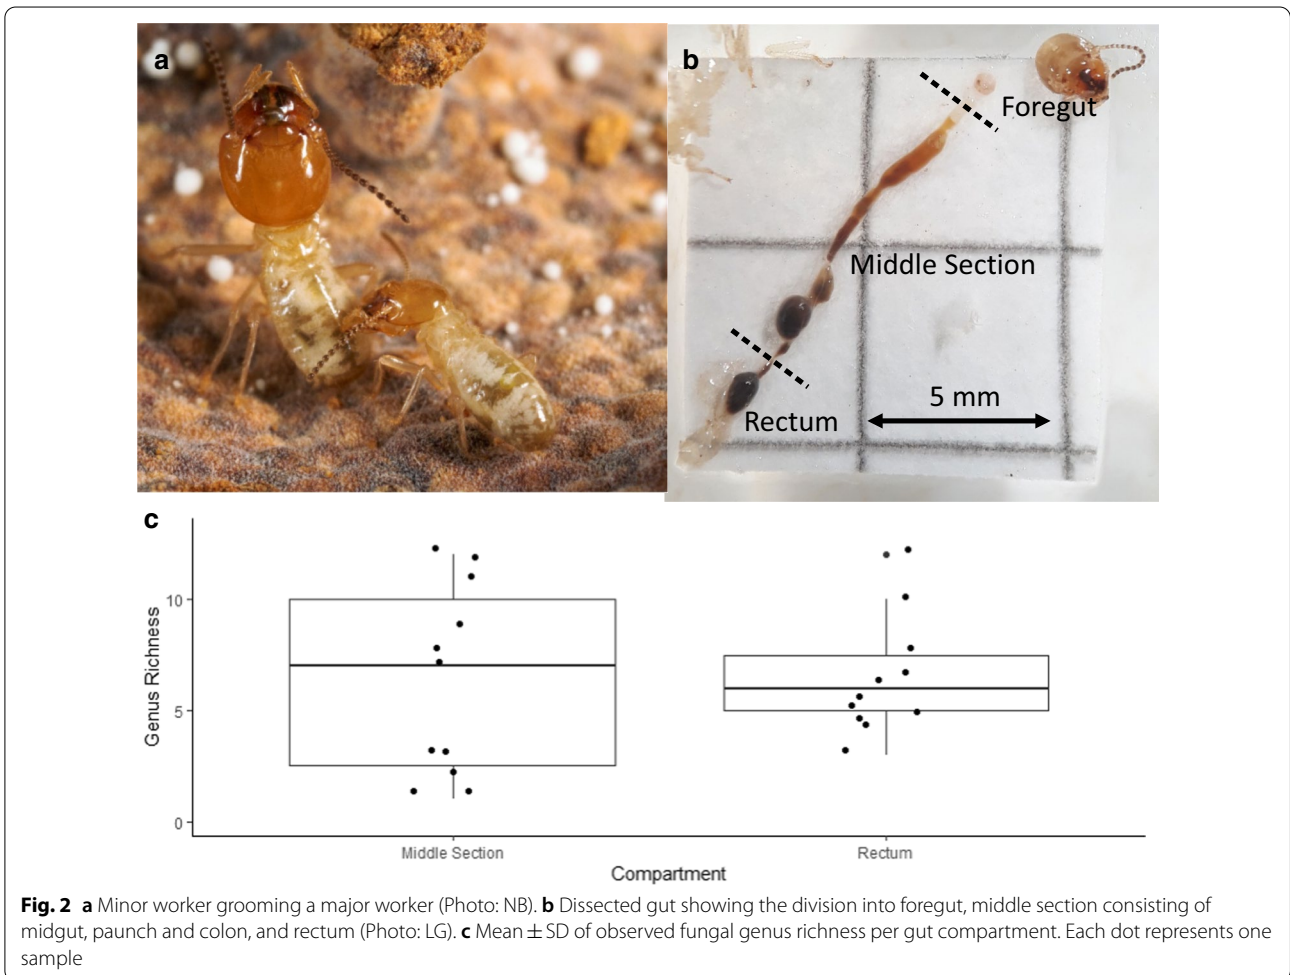 a
b
Foregut
Middle Section
5 mm
Rectum
c
10
5
0
Genus Richness
Middle Section
Rectum
Compartment
Fig. 2 a Minor worker grooming a major worker (Photo: NB). b Dissected gut showing the division into foregut, middle section consisting of
midgut, paunch and colon, and rectum (Photo: LG). c Mean ± SD of observed fungal genus richness per gut compartment. Each dot represents one
sample